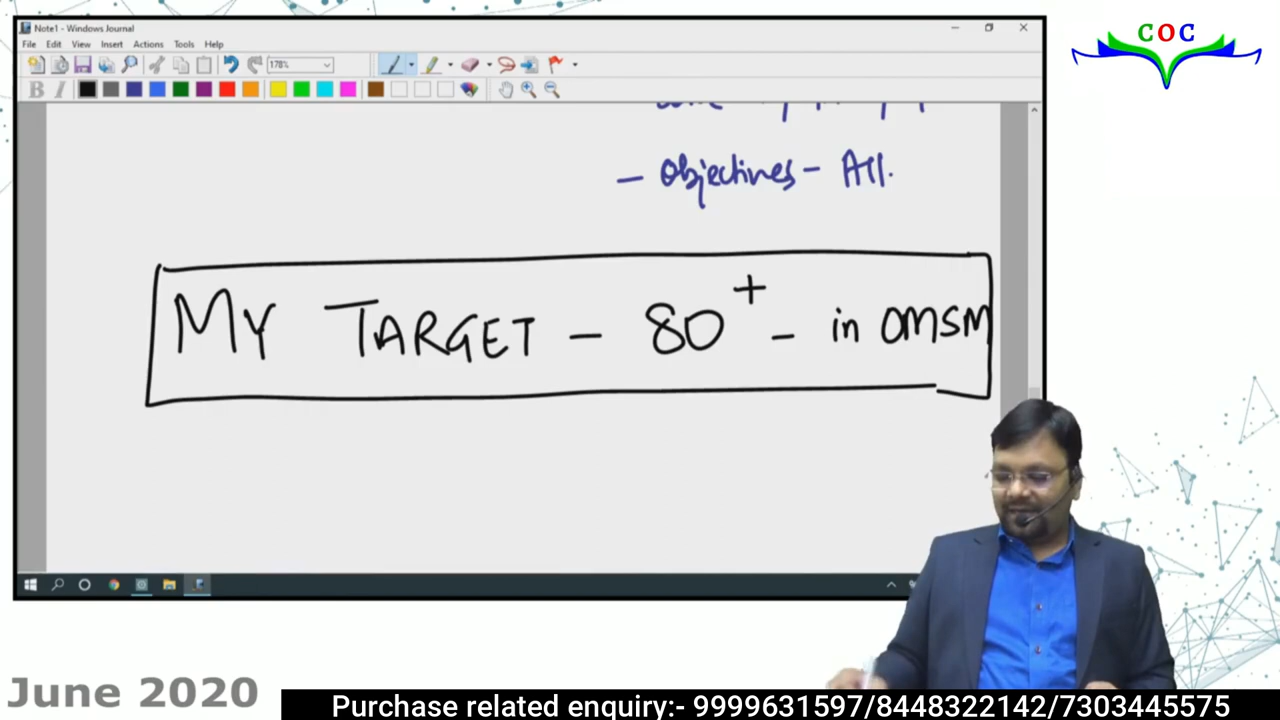 Note1 - Windows Journal
File Edit View Insert Actions Tools Help
178%
B I
COC
- Objectives - All.
MY TARGET - 80+ - in OMSM
June 2020
Purchase related enquiry:- 9999631597/8448322142/7303445575